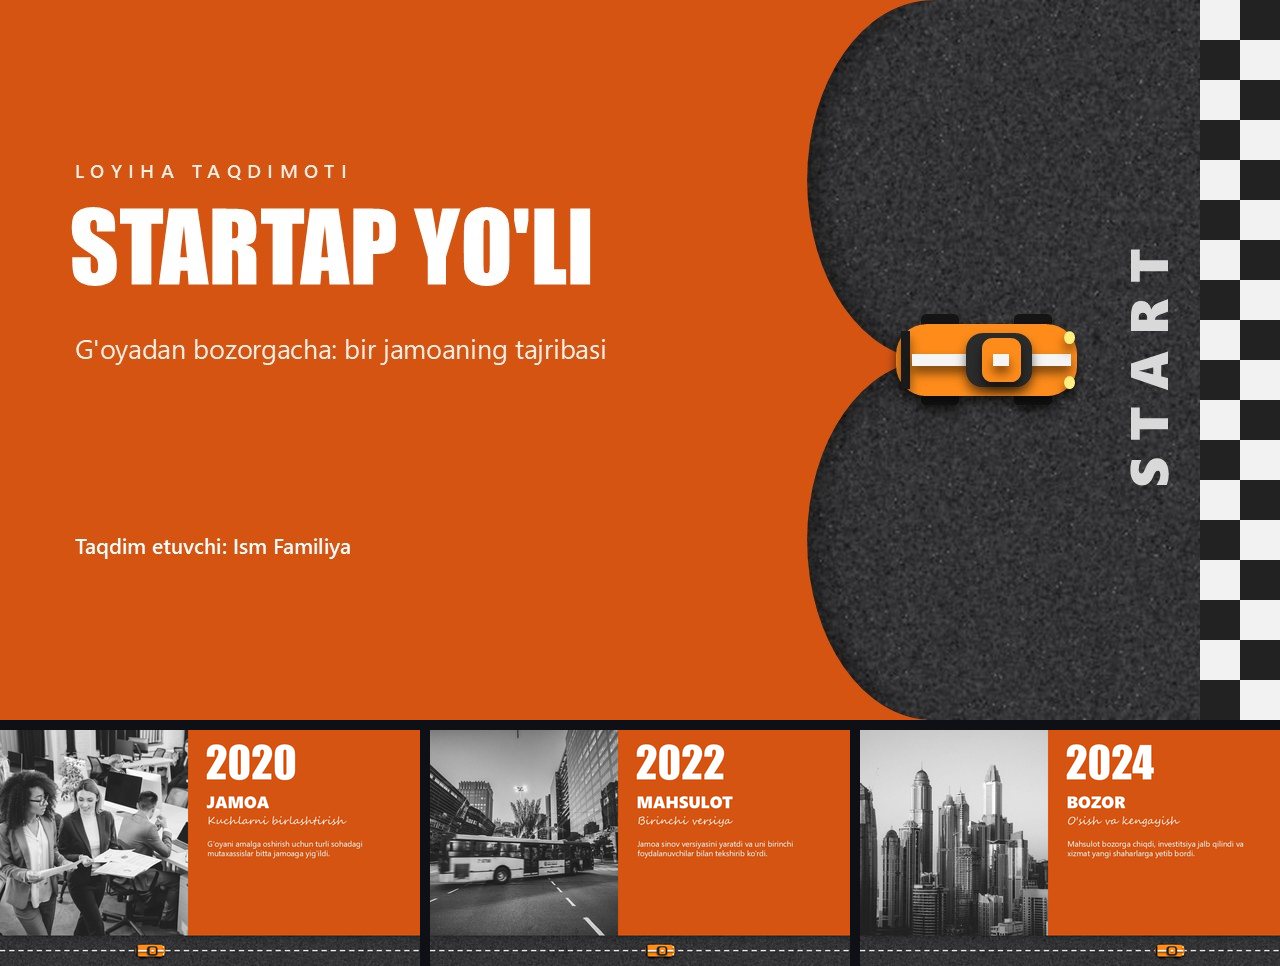 LOYIHA TAQDIMOTI
STARTAP YO'LI
G'oyadan bozorgacha: bir jamoaning tajribasi
Taqdim etuvchi: Ism Familiya
START
2020
JAMOA
Kuchlarni birlashtirish
G'oyani amalga oshirish uchun turli sohadagi
mutaxassislar bitta jamoaga yig'ildi.
2022
MAHSULOT
Birinchi versiya
Jamoa sinov versiyasini yaratdi va uni birinchi
foydalanuvchilar bilan tekshirib ko'rdi.
2024
BOZOR
O'sish va kengayish
Mahsulot bozorga chiqdi, investitsiya jalb qilindi va
xizmat yangi shaharlarga yetib bordi.